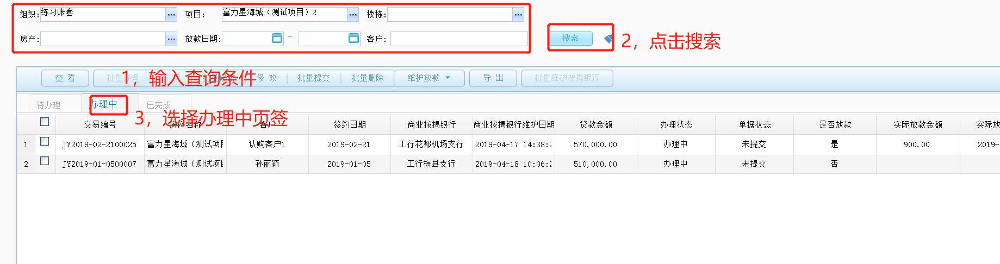 组织: 练习账套 ... 项目: 富力星海城（测试项目）2 ... 楼栋: ...
房产: ... 放款日期: - 客户:
搜索
2，点击搜索
查 看 批量办理 修 改 批量提交 批量删除 维护放款 导 出 批量维护按揭银行
1，输入查询条件
待办理 办理中 已完成
3，选择办理中页签
交易编号 房产名称 客户 签约日期 商业按揭银行 商业按揭银行维护日期 贷款金额 办理状态 单据状态 是否放款 实际放款金额 实际放
1 JY2019-02-2100025 富力星海城（测试项目 认购客户1 2019-02-21 工行花都机场支行 2019-04-17 14:38:2 570,000.00 办理中 未提交 是 900.00 2019-
2 JY2019-01-0500007 富力星海城（测试项目 孙丽颖 2019-01-05 工行梅县支行 2019-04-18 10:06:2 510,000.00 办理中 未提交 否